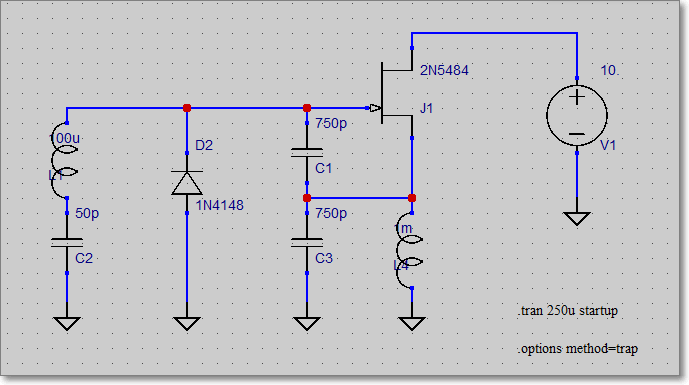 2N5484
10.
J1
V1
750p
C1
D2
1N4148
L1
50p
C2
750p
C3
1m
L4
.tran 250u startup
.options method=trap